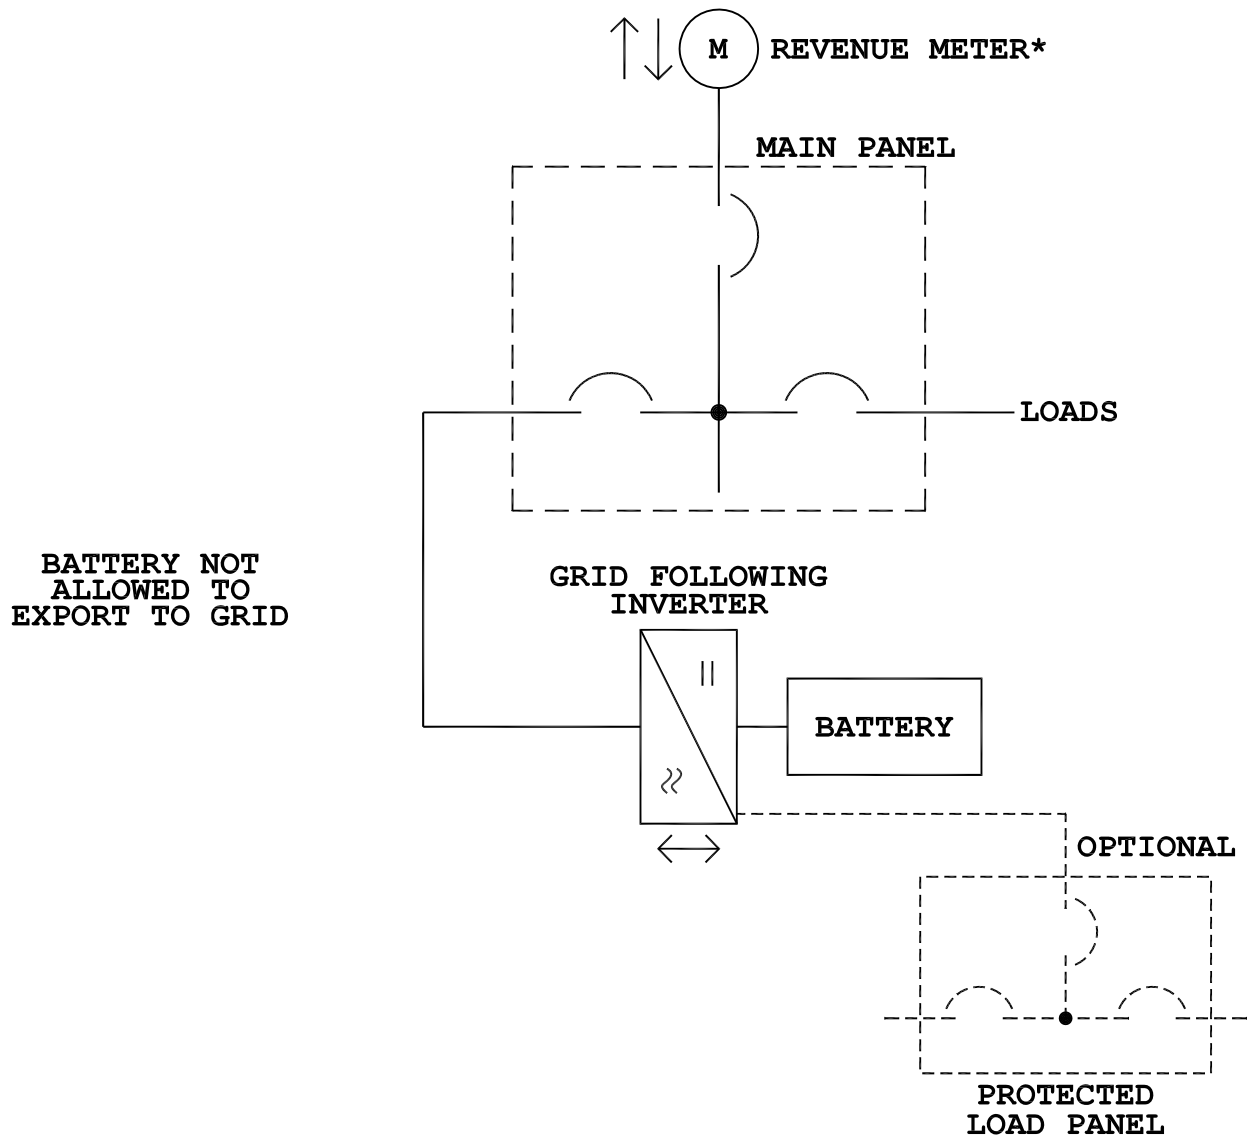 M REVENUE METER*
MAIN PANEL
LOADS
BATTERY NOT
ALLOWED TO
EXPORT TO GRID
GRID FOLLOWING
INVERTER
BATTERY
OPTIONAL
PROTECTED
LOAD PANEL